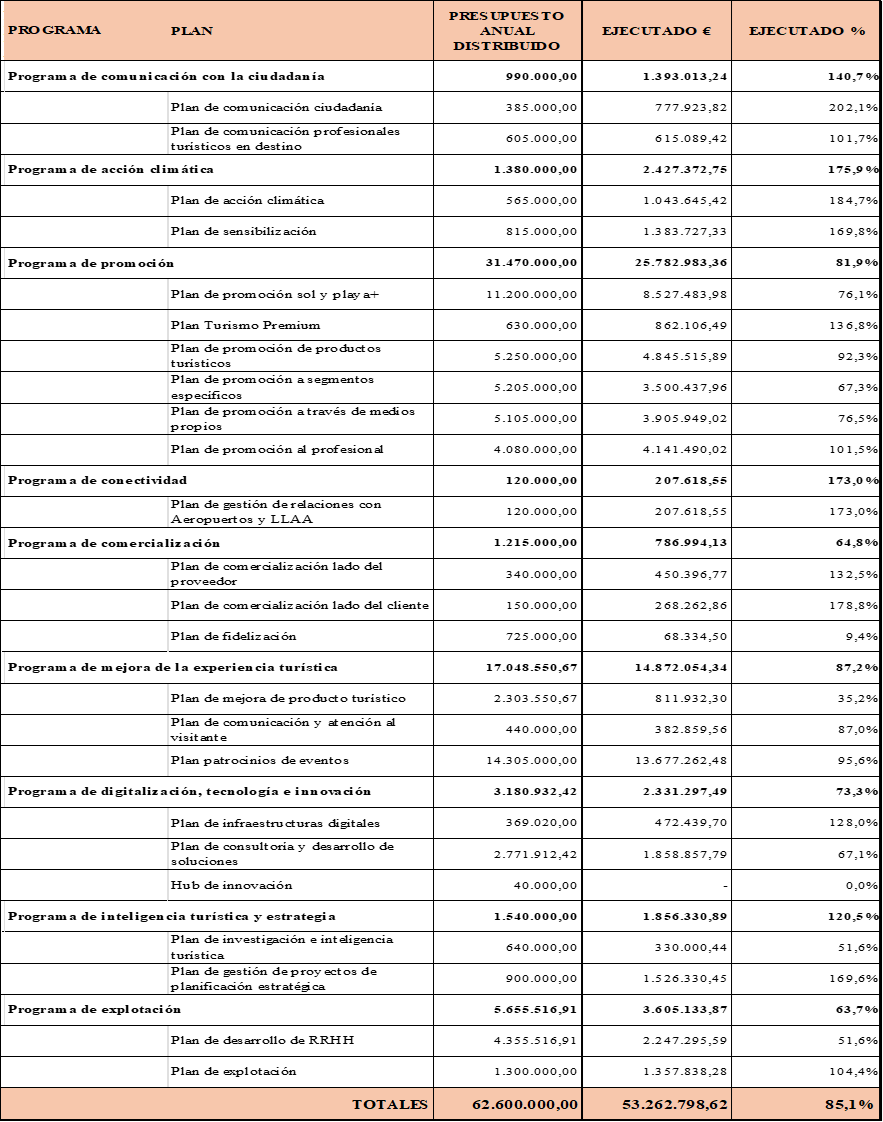 PROGRAMA PLAN PRESUPUESTO ANUAL DISTRIBUIDO EJECUTADO € EJECUTADO %
Programa de comunicación con la ciudadanía 990.000,00 1.393.013,24 140,7%
Plan de comunicación ciudadanía 385.000,00 777.923,82 202,1%
Plan de comunicación profesionales
turísticos en destino 605.000,00 615.089,42 101,7%
Programa de acción climática 1.380.000,00 2.427.372,75 175,9%
Plan de acción climática 565.000,00 1.043.645,42 184,7%
Plan de sensibilización 815.000,00 1.383.727,33 169,8%
Programa de promoción 31.470.000,00 25.782.983,36 81,9%
Plan de promoción sol y playa+ 11.200.000,00 8.527.483,98 76,1%
Plan Turismo Premium 630.000,00 862.106,49 136,8%
Plan de promoción de productos
turísticos 5.250.000,00 4.845.515,89 92,3%
Plan de promoción a segmentos
específicos 5.205.000,00 3.500.437,96 67,3%
Plan de promoción a través de medios
propios 5.105.000,00 3.905.949,02 76,5%
Plan de promoción al profesional 4.080.000,00 4.141.490,02 101,5%
Programa de conectividad 120.000,00 207.618,55 173,0%
Plan de gestión de relaciones con
Aeropuertos y LLAA 120.000,00 207.618,55 173,0%
Programa de comercialización 1.215.000,00 786.994,13 64,8%
Plan de comercialización lado del
proveedor 340.000,00 450.396,77 132,5%
Plan de comercialización lado del cliente 150.000,00 268.262,86 178,8%
Plan de fidelización 725.000,00 68.334,50 9,4%
Programa de mejora de la experiencia turística 17.048.550,67 14.872.054,34 87,2%
Plan de mejora de producto turístico 2.303.550,67 811.932,30 35,2%
Plan de comunicación y atención al
visitante 440.000,00 382.859,56 87,0%
Plan patrocinios de eventos 14.305.000,00 13.677.262,48 95,6%
Programa de digitalización, tecnología e innovación 3.180.932,42 2.331.297,49 73,3%
Plan de infraestructuras digitales 369.020,00 472.439,70 128,0%
Plan de consultoría y desarrollo de
soluciones 2.771.912,42 1.858.857,79 67,1%
Hub de innovación 40.000,00 - 0,0%
Programa de inteligencia turística y estrategia 1.540.000,00 1.856.330,89 120,5%
Plan de investigación e inteligencia
turística 640.000,00 330.000,44 51,6%
Plan de gestión de proyectos de
planificación estratégica 900.000,00 1.526.330,45 169,6%
Programa de explotación 5.655.516,91 3.605.133,87 63,7%
Plan de desarrollo de RRHH 4.355.516,91 2.247.295,59 51,6%
Plan de explotación 1.300.000,00 1.357.838,28 104,4%
TOTALES 62.600.000,00 53.262.798,62 85,1%